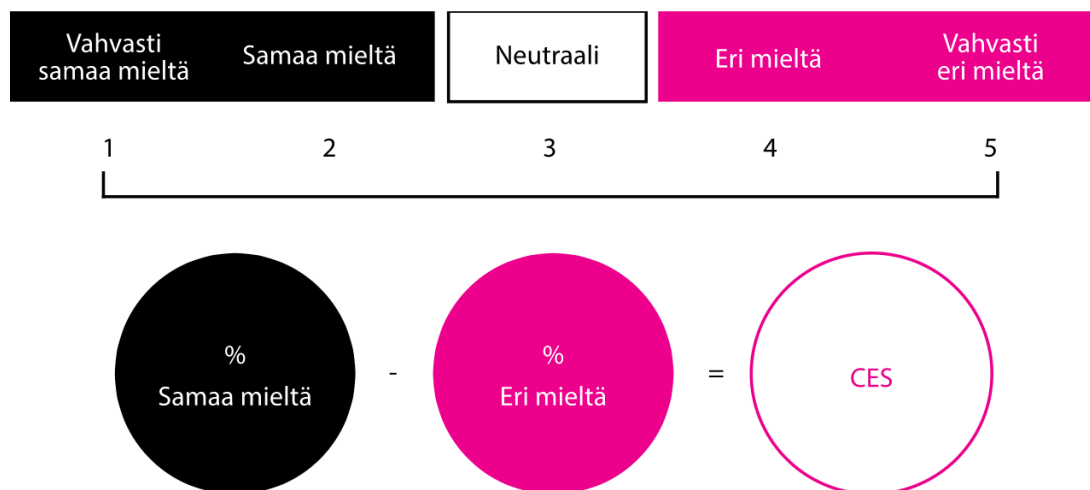 Vahvasti
samaa mieltä
Samaa mieltä
Neutraali
Eri mieltä
Vahvasti
eri mieltä
1 2 3 4 5
%
Samaa mieltä
-
%
Eri mieltä
=
CES